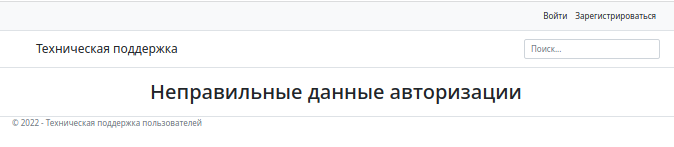 Войти Зарегистрироваться
Техническая поддержка
Поиск...
Неправильные данные авторизации
© 2022 - Техническая поддержка пользователей